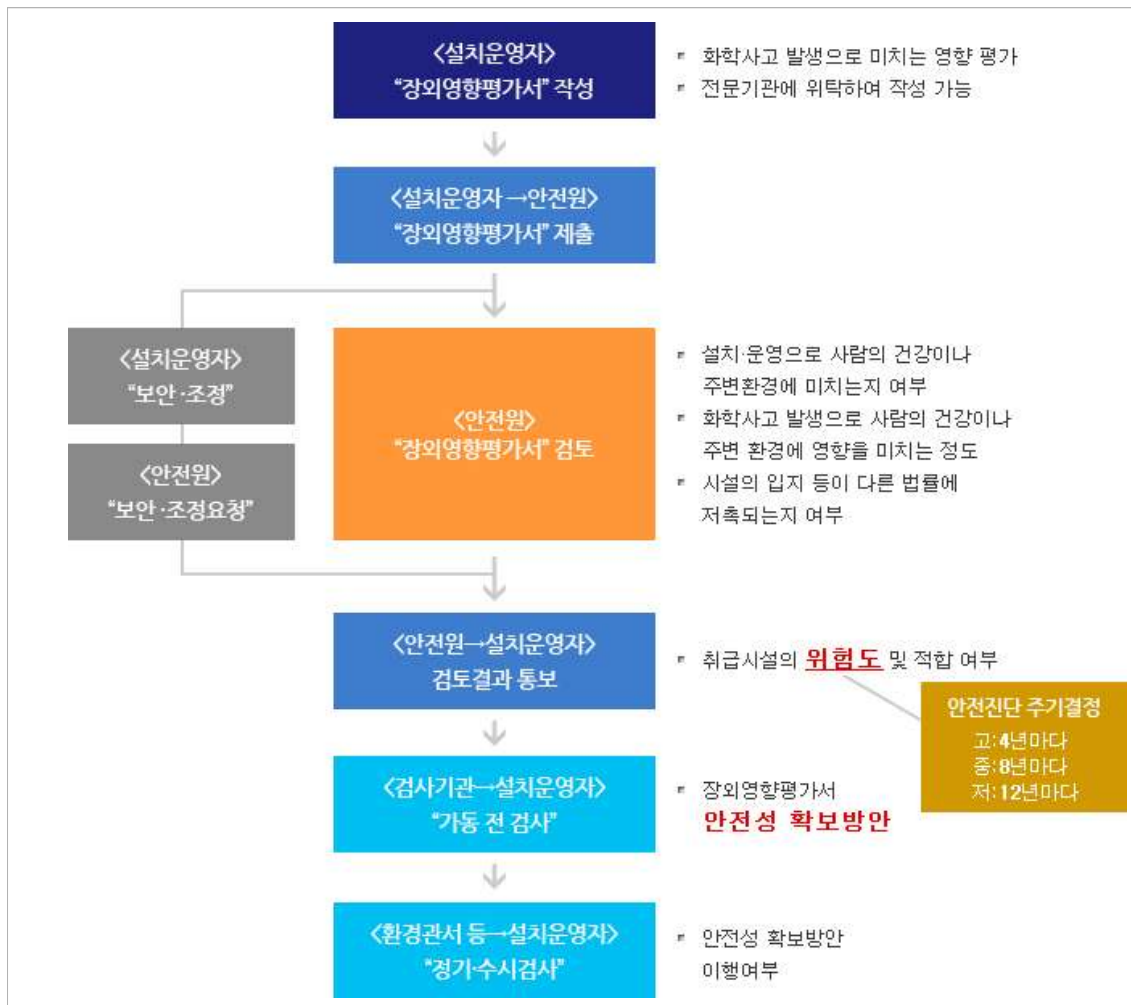 <설치운영자>
“장외영향평가서” 작성
▪ 화학사고 발생으로 미치는 영향 평가
▪ 전문기관에 위탁하여 작성 가능
<설치운영자→안전원>
“장외영향평가서” 제출
<설치운영자>
“보안·조정”
<안전원>
“보안·조정요청”
<안전원>
“장외영향평가서” 검토
▪ 설치·운영으로 사람의 건강이나
주변환경에 미치는지 여부
▪ 화학사고 발생으로 사람의 건강이나
주변 환경에 영향을 미치는 정도
▪ 시설의 입지 등이 다른 법률에
저촉되는지 여부
<안전원→설치운영자>
검토결과 통보
▪ 취급시설의 위험도 및 적합 여부
안전진단 주기결정
고:4년마다
중:8년마다
저:12년마다
<검사기관→설치운영자>
“가동 전 검사”
▪ 장외영향평가서
안전성 확보방안
<환경관서 등→설치운영자>
“정기·수시검사”
▪ 안전성 확보방안
이행여부